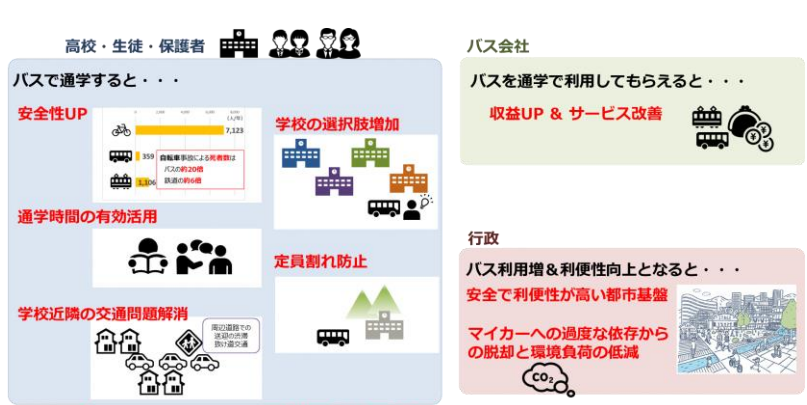 高校・生徒・保護者
バスで通学すると・・・
安全性UP
(人/年)
7,123
359
1,106
自転車事故による死者数は
バスの約20倍
鉄道の約6倍
通学時間の有効活用
学校近隣の交通問題解消
周辺道路での
送迎の渋滞
抜け道交通
学校の選択肢増加
定員割れ防止
バス会社
バスを通学で利用してもらえると・・・
収益UP & サービス改善
行政
バス利用増&利便性向上となると・・・
安全で利便性が高い都市基盤
マイカーへの過度な依存から
の脱却と環境負荷の低減
CO₂